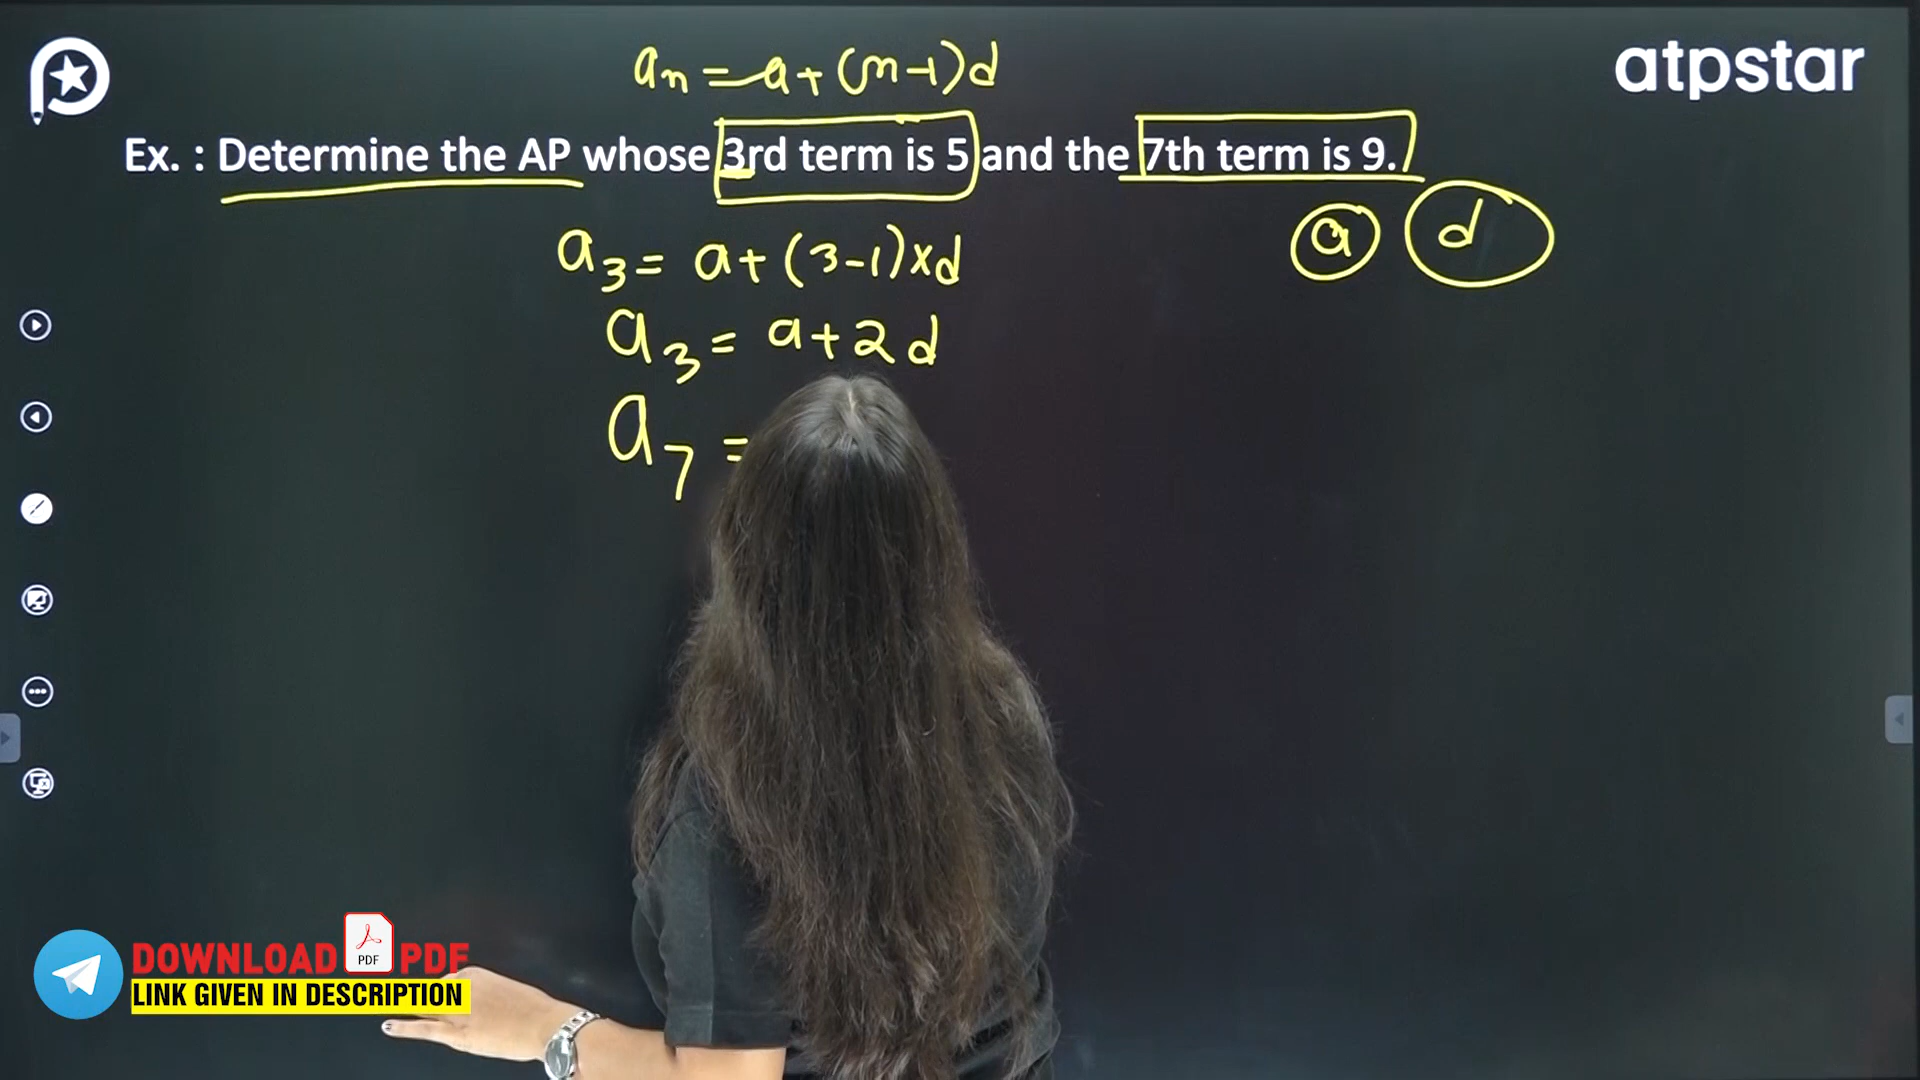 atpstar
an = a + (n-1)d
Ex. : Determine the AP whose 3rd term is 5 and the 7th term is 9.
a d
a3 = a + (3-1)×d
a3 = a + 2d
a7 =
DOWNLOAD PDF PDF
LINK GIVEN IN DESCRIPTION